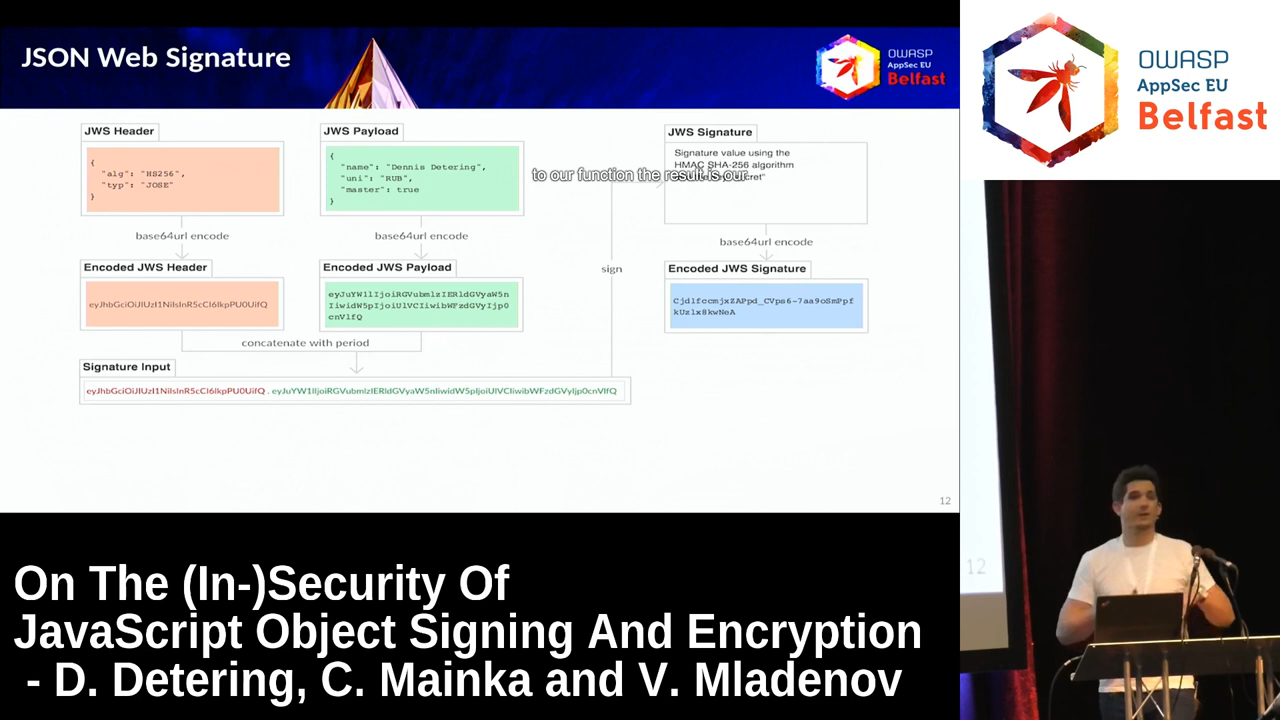 JSON Web Signature
OWASP
AppSec EU
Belfast
JWS Header
{
"alg": "HS256",
"typ": "JOSE"
}
base64url encode
Encoded JWS Header
eyJhbGciOiJIUzI1NiIsInR5cCI6IkpPU0UifQ
JWS Payload
{
"name": "Dennis Detering",
"uni": "RUB",
"master": true
}
base64url encode
Encoded JWS Payload
eyJuYW1lIjoiRGVubmlzIERldGVyaW5n
IiwidW5pIjoiUlVCIiwibWFzdGVyIjp0
cnVlfQ
concatenate with period
Signature Input
eyJhbGciOiJIUzI1NiIsInR5cCI6IkpPU0UifQ . eyJuYW1lIjoiRGVubmlzIERldGVyaW5nIiwidW5pIjoiUlVCIiwibWFzdGVyIjp0cnVlfQ
sign
JWS Signature
Signature value using the
HMAC SHA-256 algorithm
to our function the result is our
base64url encode
Encoded JWS Signature
12
OWASP
AppSec EU
Belfast
12
On The (In-)Security Of
JavaScript Object Signing And Encryption
- D. Detering, C. Mainka and V. Mladenov